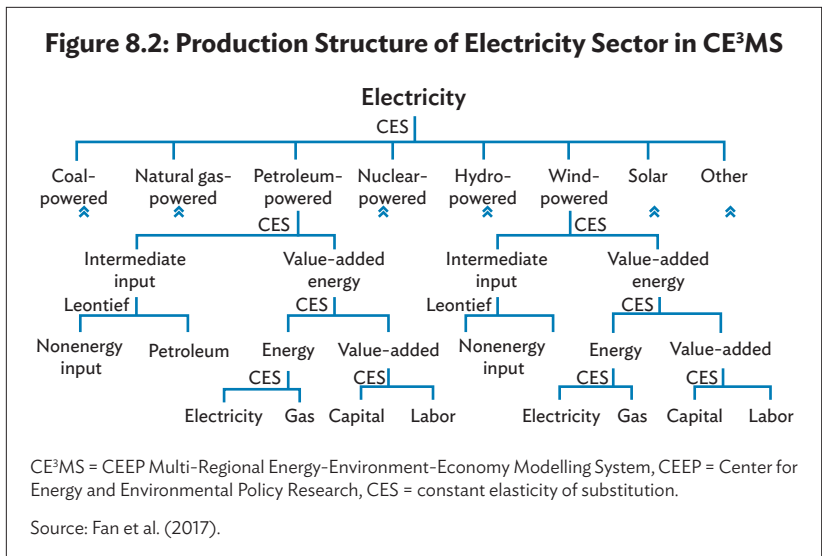 Figure 8.2: Production Structure of Electricity Sector in CE³MS
Electricity
CES
Coal- Natural gas- Petroleum- Nuclear- Hydro- Wind- Solar Other
powered powered powered powered powered powered
CES CES
Intermediate Value-added Intermediate Value-added
input energy input energy
Leontief CES Leontief CES
Nonenergy Petroleum Energy Value-added Nonenergy Energy Value-added
input input
CES CES CES CES
Electricity Gas Capital Labor Electricity Gas Capital Labor
CE³MS = CEEP Multi-Regional Energy-Environment-Economy Modelling System, CEEP = Center for
Energy and Environmental Policy Research, CES = constant elasticity of substitution.
Source: Fan et al. (2017).